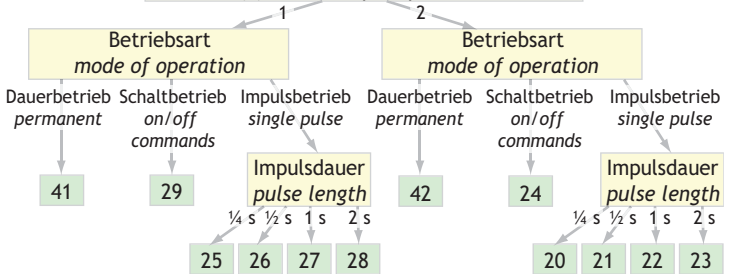 1 2
Betriebsart Betriebsart
mode of operation mode of operation
Dauerbetrieb Schaltbetrieb Impulsbetrieb Dauerbetrieb Schaltbetrieb Impulsbetrieb
permanent on/off single pulse permanent on/off single pulse
commands commands
Impulsdauer Impulsdauer
41 29 pulse length 42 24 pulse length
¼ s ½ s 1 s 2 s ¼ s ½ s 1 s 2 s
25 26 27 28 20 21 22 23